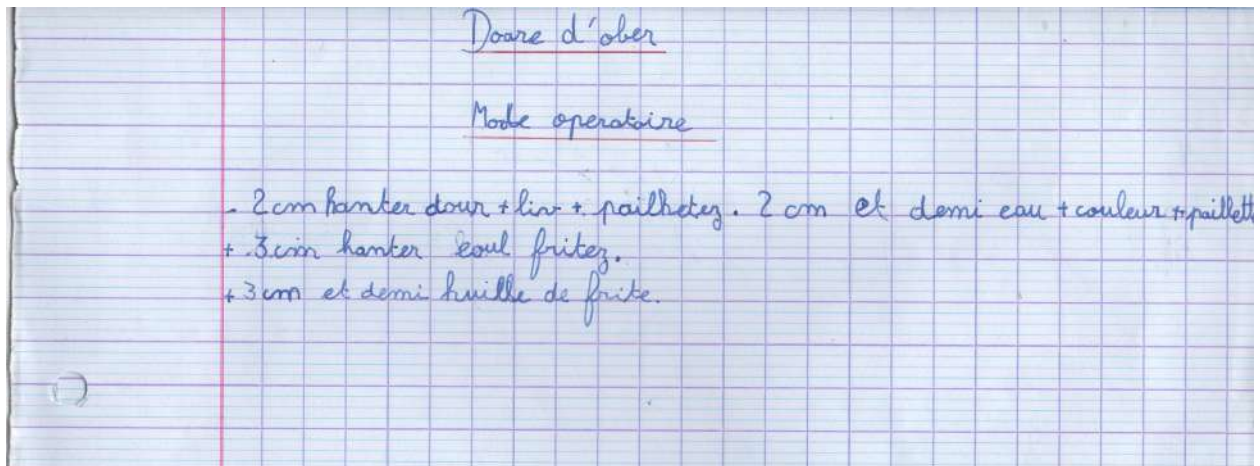 Doare d'ober
Mode operatoire
- 2 cm hanter dour + liv + pailhetez. 2 cm et demi eau + couleur + paillett
+ 3 cm hanter eoul fritez.
+ 3 cm et demi huille de frite.